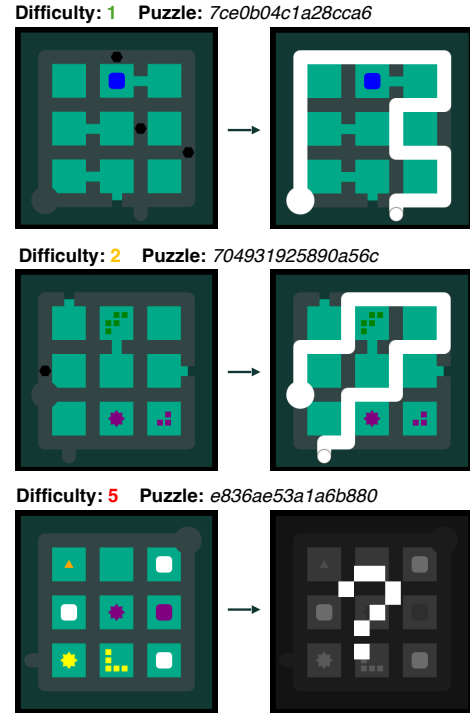 Difficulty: 1 Puzzle: 7ce0b04c1a28cca6
Difficulty: 2 Puzzle: 704931925890a56c
Difficulty: 5 Puzzle: e836ae53a1a6b880
?